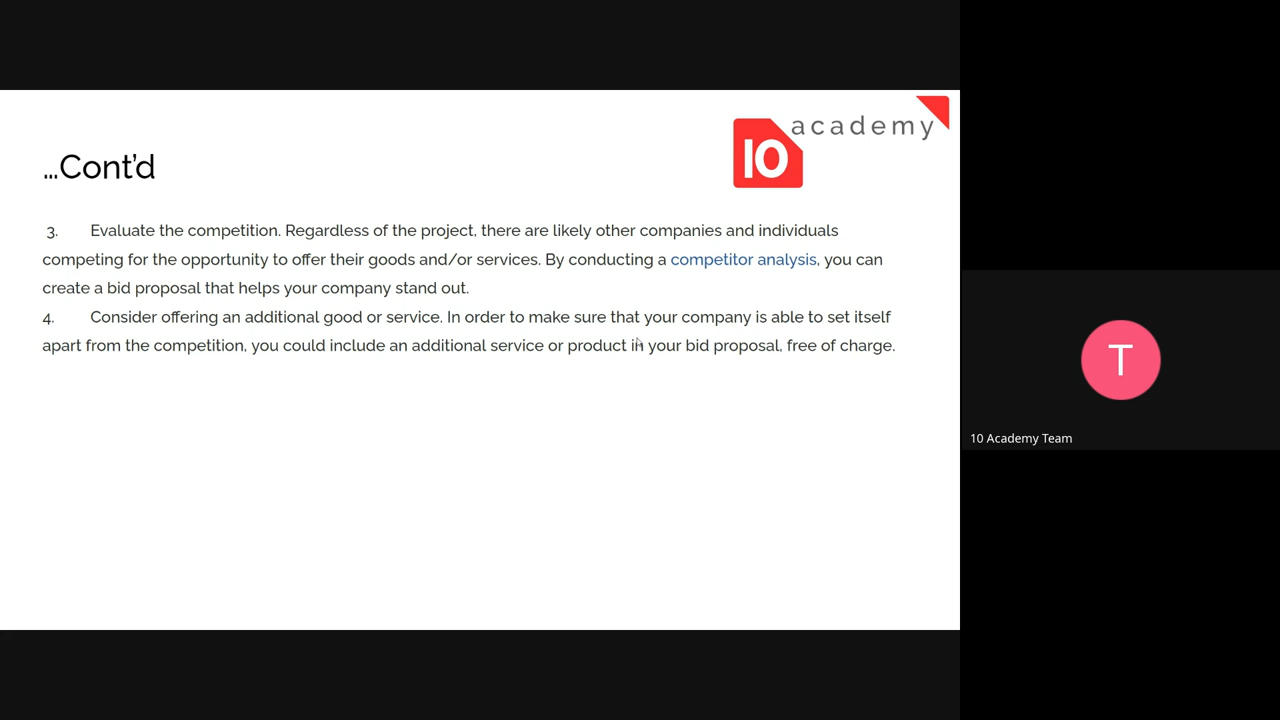 academy
10
...Cont'd
3. Evaluate the competition. Regardless of the project, there are likely other companies and individuals
competing for the opportunity to offer their goods and/or services. By conducting a competitor analysis, you can
create a bid proposal that helps your company stand out.
4. Consider offering an additional good or service. In order to make sure that your company is able to set itself
apart from the competition, you could include an additional service or product in your bid proposal, free of charge.
T
10 Academy Team